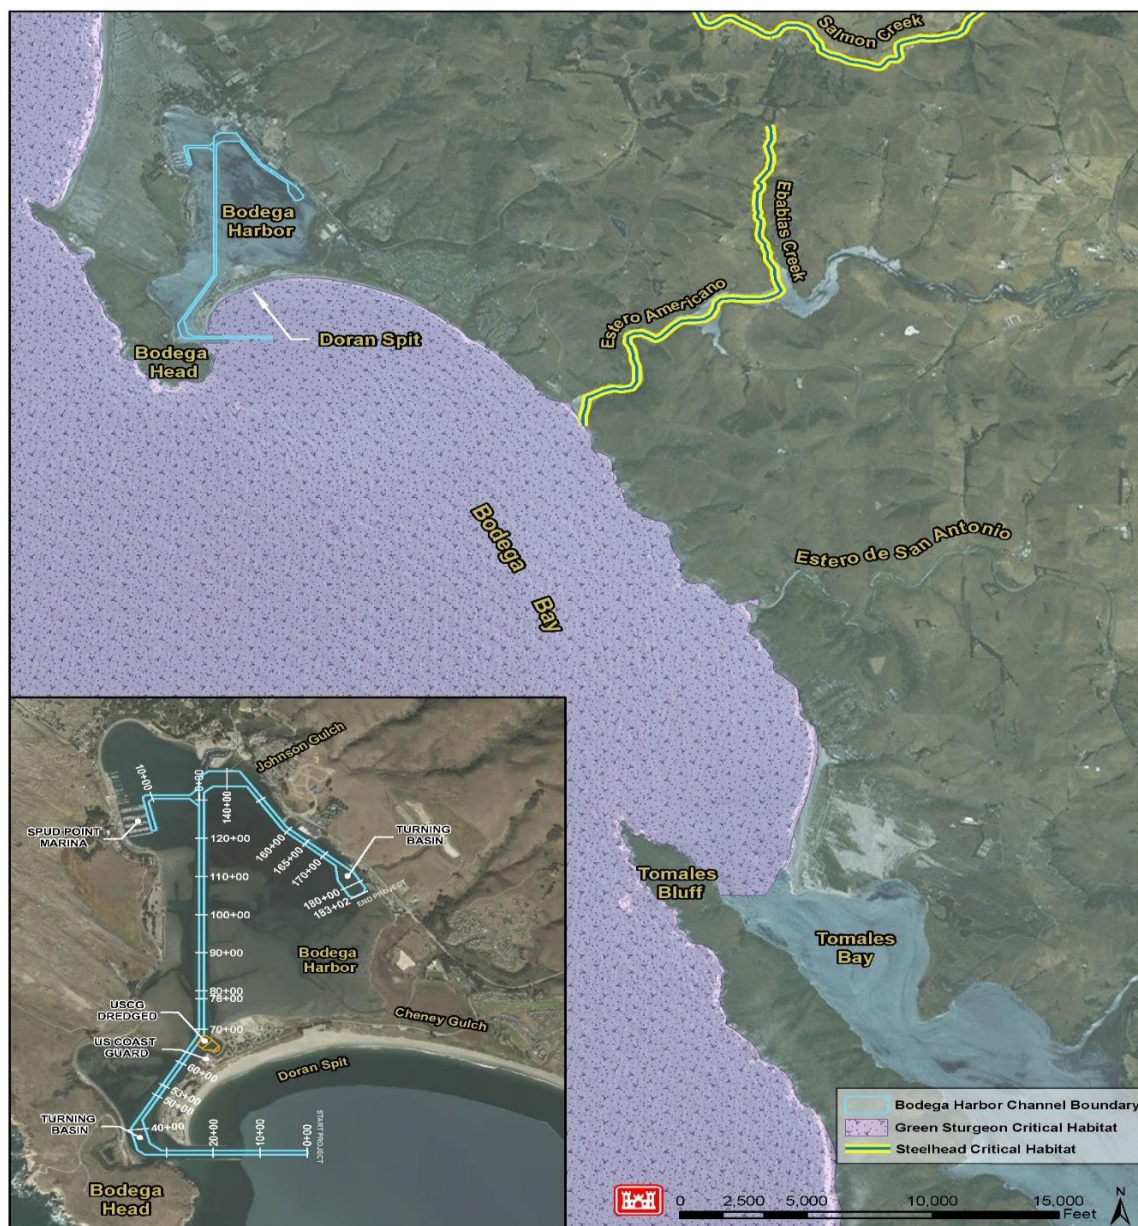 Salmon Creek
Ebabias Creek
Bodega
Harbor
Estero Americano
Doran Spit
Bodega
Head
Bodega Bay
Estero de San Antonio
Tomales
Bluff
Tomales
Bay
Johnson Gulch
10+00
0+00
140+00
SPUD POINT
MARINA
120+00
160+00
165+00
170+00
TURNING
BASIN
110+00
180+00
183+02
END PROJECT
100+00
Bodega
Harbor
90+00
80+00
78+00
USCG
DREDGED
70+00
Cheney Gulch
US COAST
GUARD
60+00
Doran Spit
53+00
50+00
TURNING
BASIN
40+00
20+00
10+00
0+00
START PROJECT
Bodega
Head
Bodega Harbor Channel Boundary
Green Sturgeon Critical Habitat
Steelhead Critical Habitat
0 2,500 5,000 10,000 15,000
Feet
N